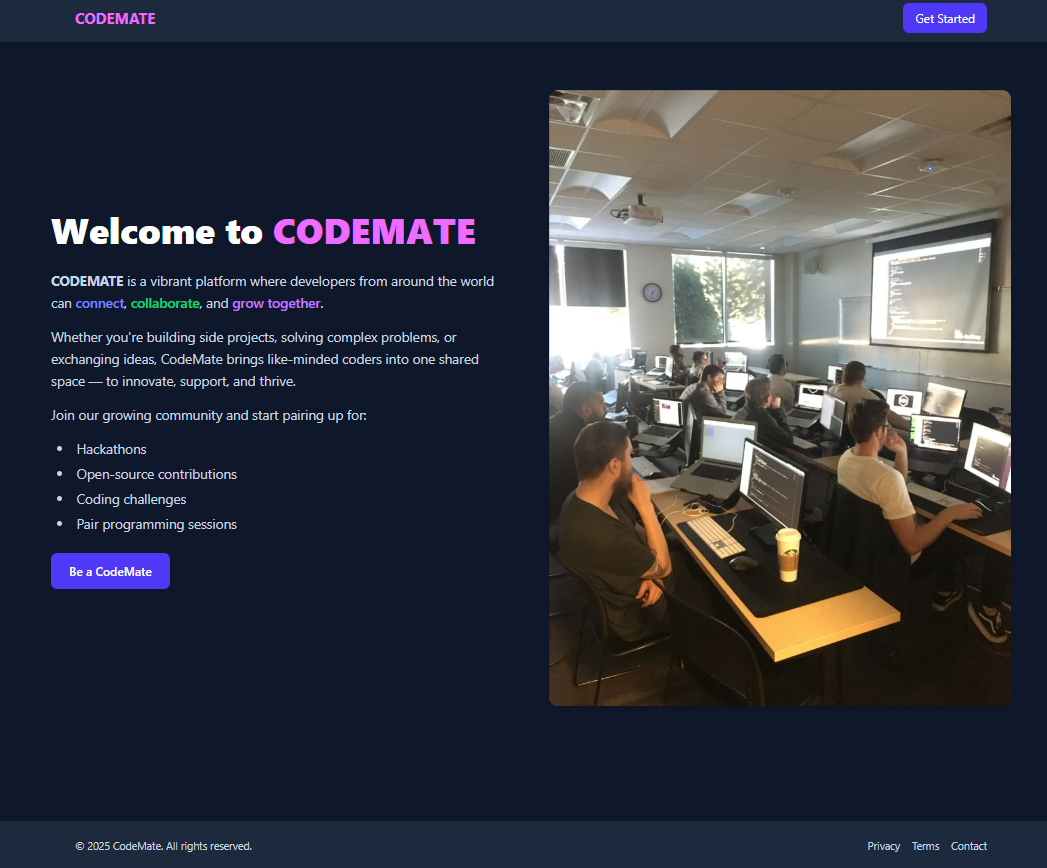 CODEMATE
Get Started
Welcome to CODEMATE
CODEMATE is a vibrant platform where developers from around the world
can connect, collaborate, and grow together.
Whether you're building side projects, solving complex problems, or
exchanging ideas, CodeMate brings like-minded coders into one shared
space — to innovate, support, and thrive.
Join our growing community and start pairing up for:
• Hackathons
• Open-source contributions
• Coding challenges
• Pair programming sessions
Be a CodeMate
© 2025 CodeMate. All rights reserved.
Privacy Terms Contact